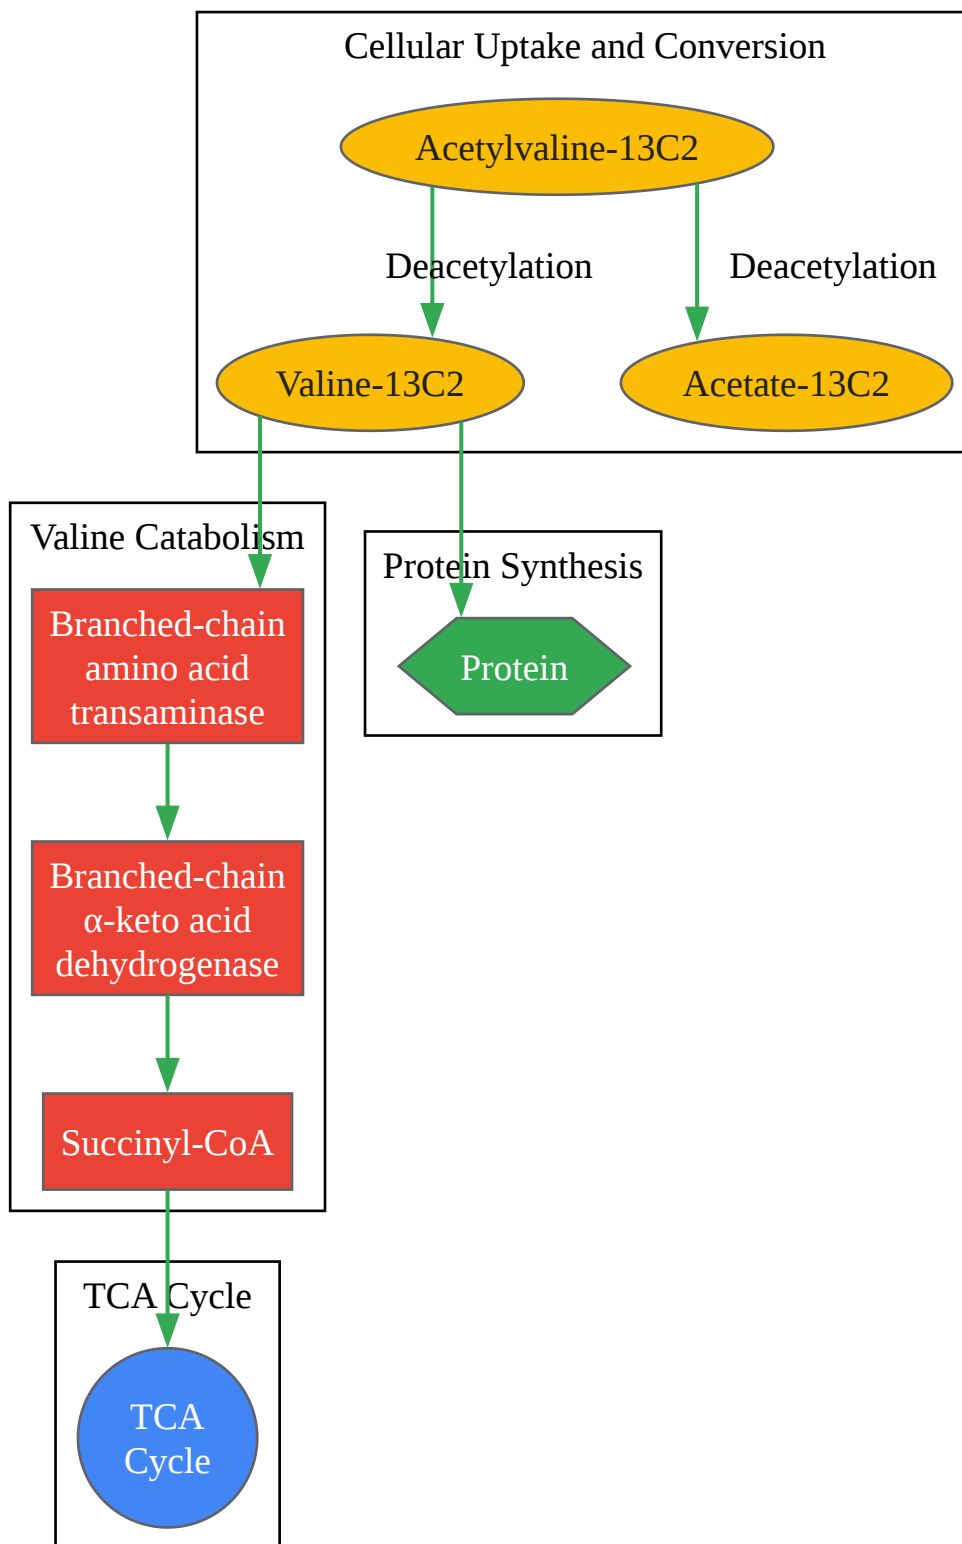 Cellular Uptake and Conversion
Acetylvaline-13C2
Deacetylation
Deacetylation
Valine-13C2
Acetate-13C2
Valine Catabolism
Protein Synthesis
Branched-chain
amino acid
transaminase
Protein
Branched-chain
α-keto acid
dehydrogenase
Succinyl-CoA
TCA Cycle
TCA
Cycle